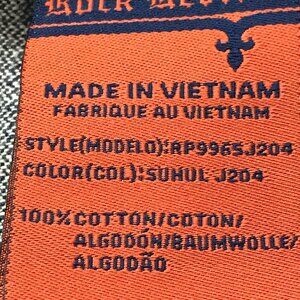 ROCK
MADE IN VIETNAM
FABRIQUE AU VIETNAM
STYLE(MODELO):RP9965J204
COLOR(COL):SUHUL J204
100% COTTON/COTON/
ALGODÓN/BAUMWOLLE/
ALGODÃO